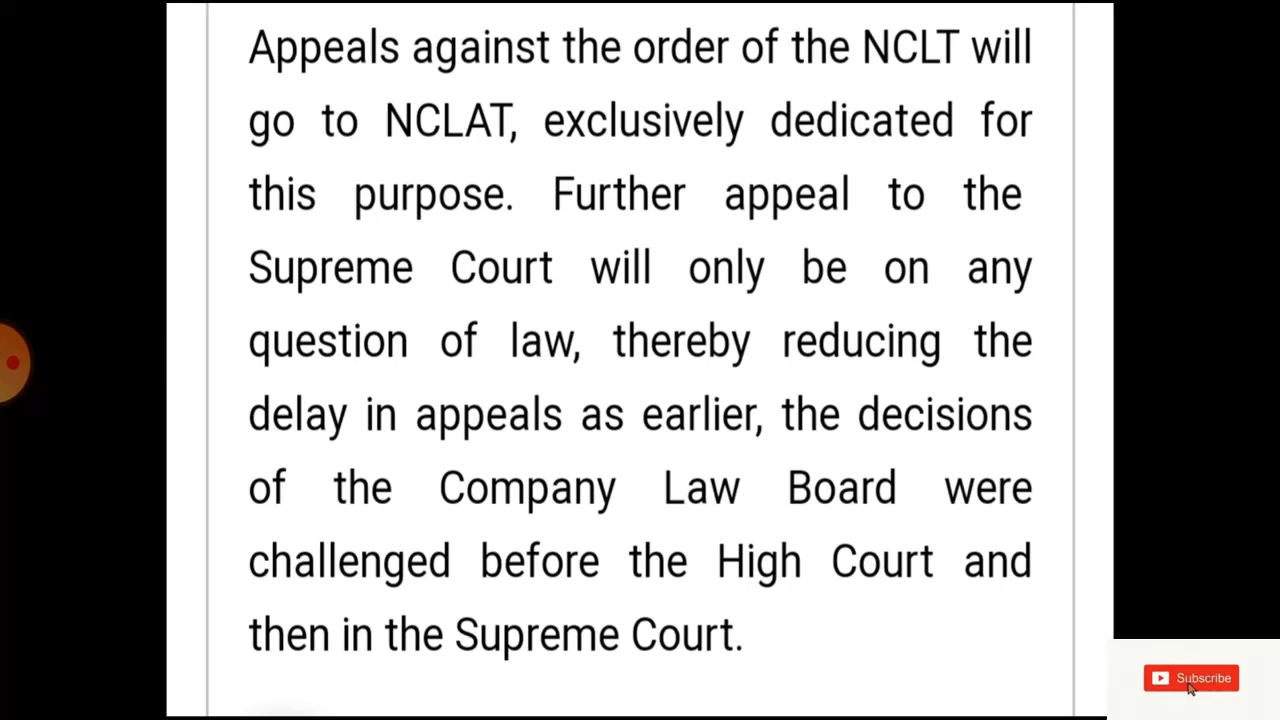 Appeals against the order of the NCLT will
go to NCLAT, exclusively dedicated for
this purpose. Further appeal to the
Supreme Court will only be on any
question of law, thereby reducing the
delay in appeals as earlier, the decisions
of the Company Law Board were
challenged before the High Court and
then in the Supreme Court.
Subscribe